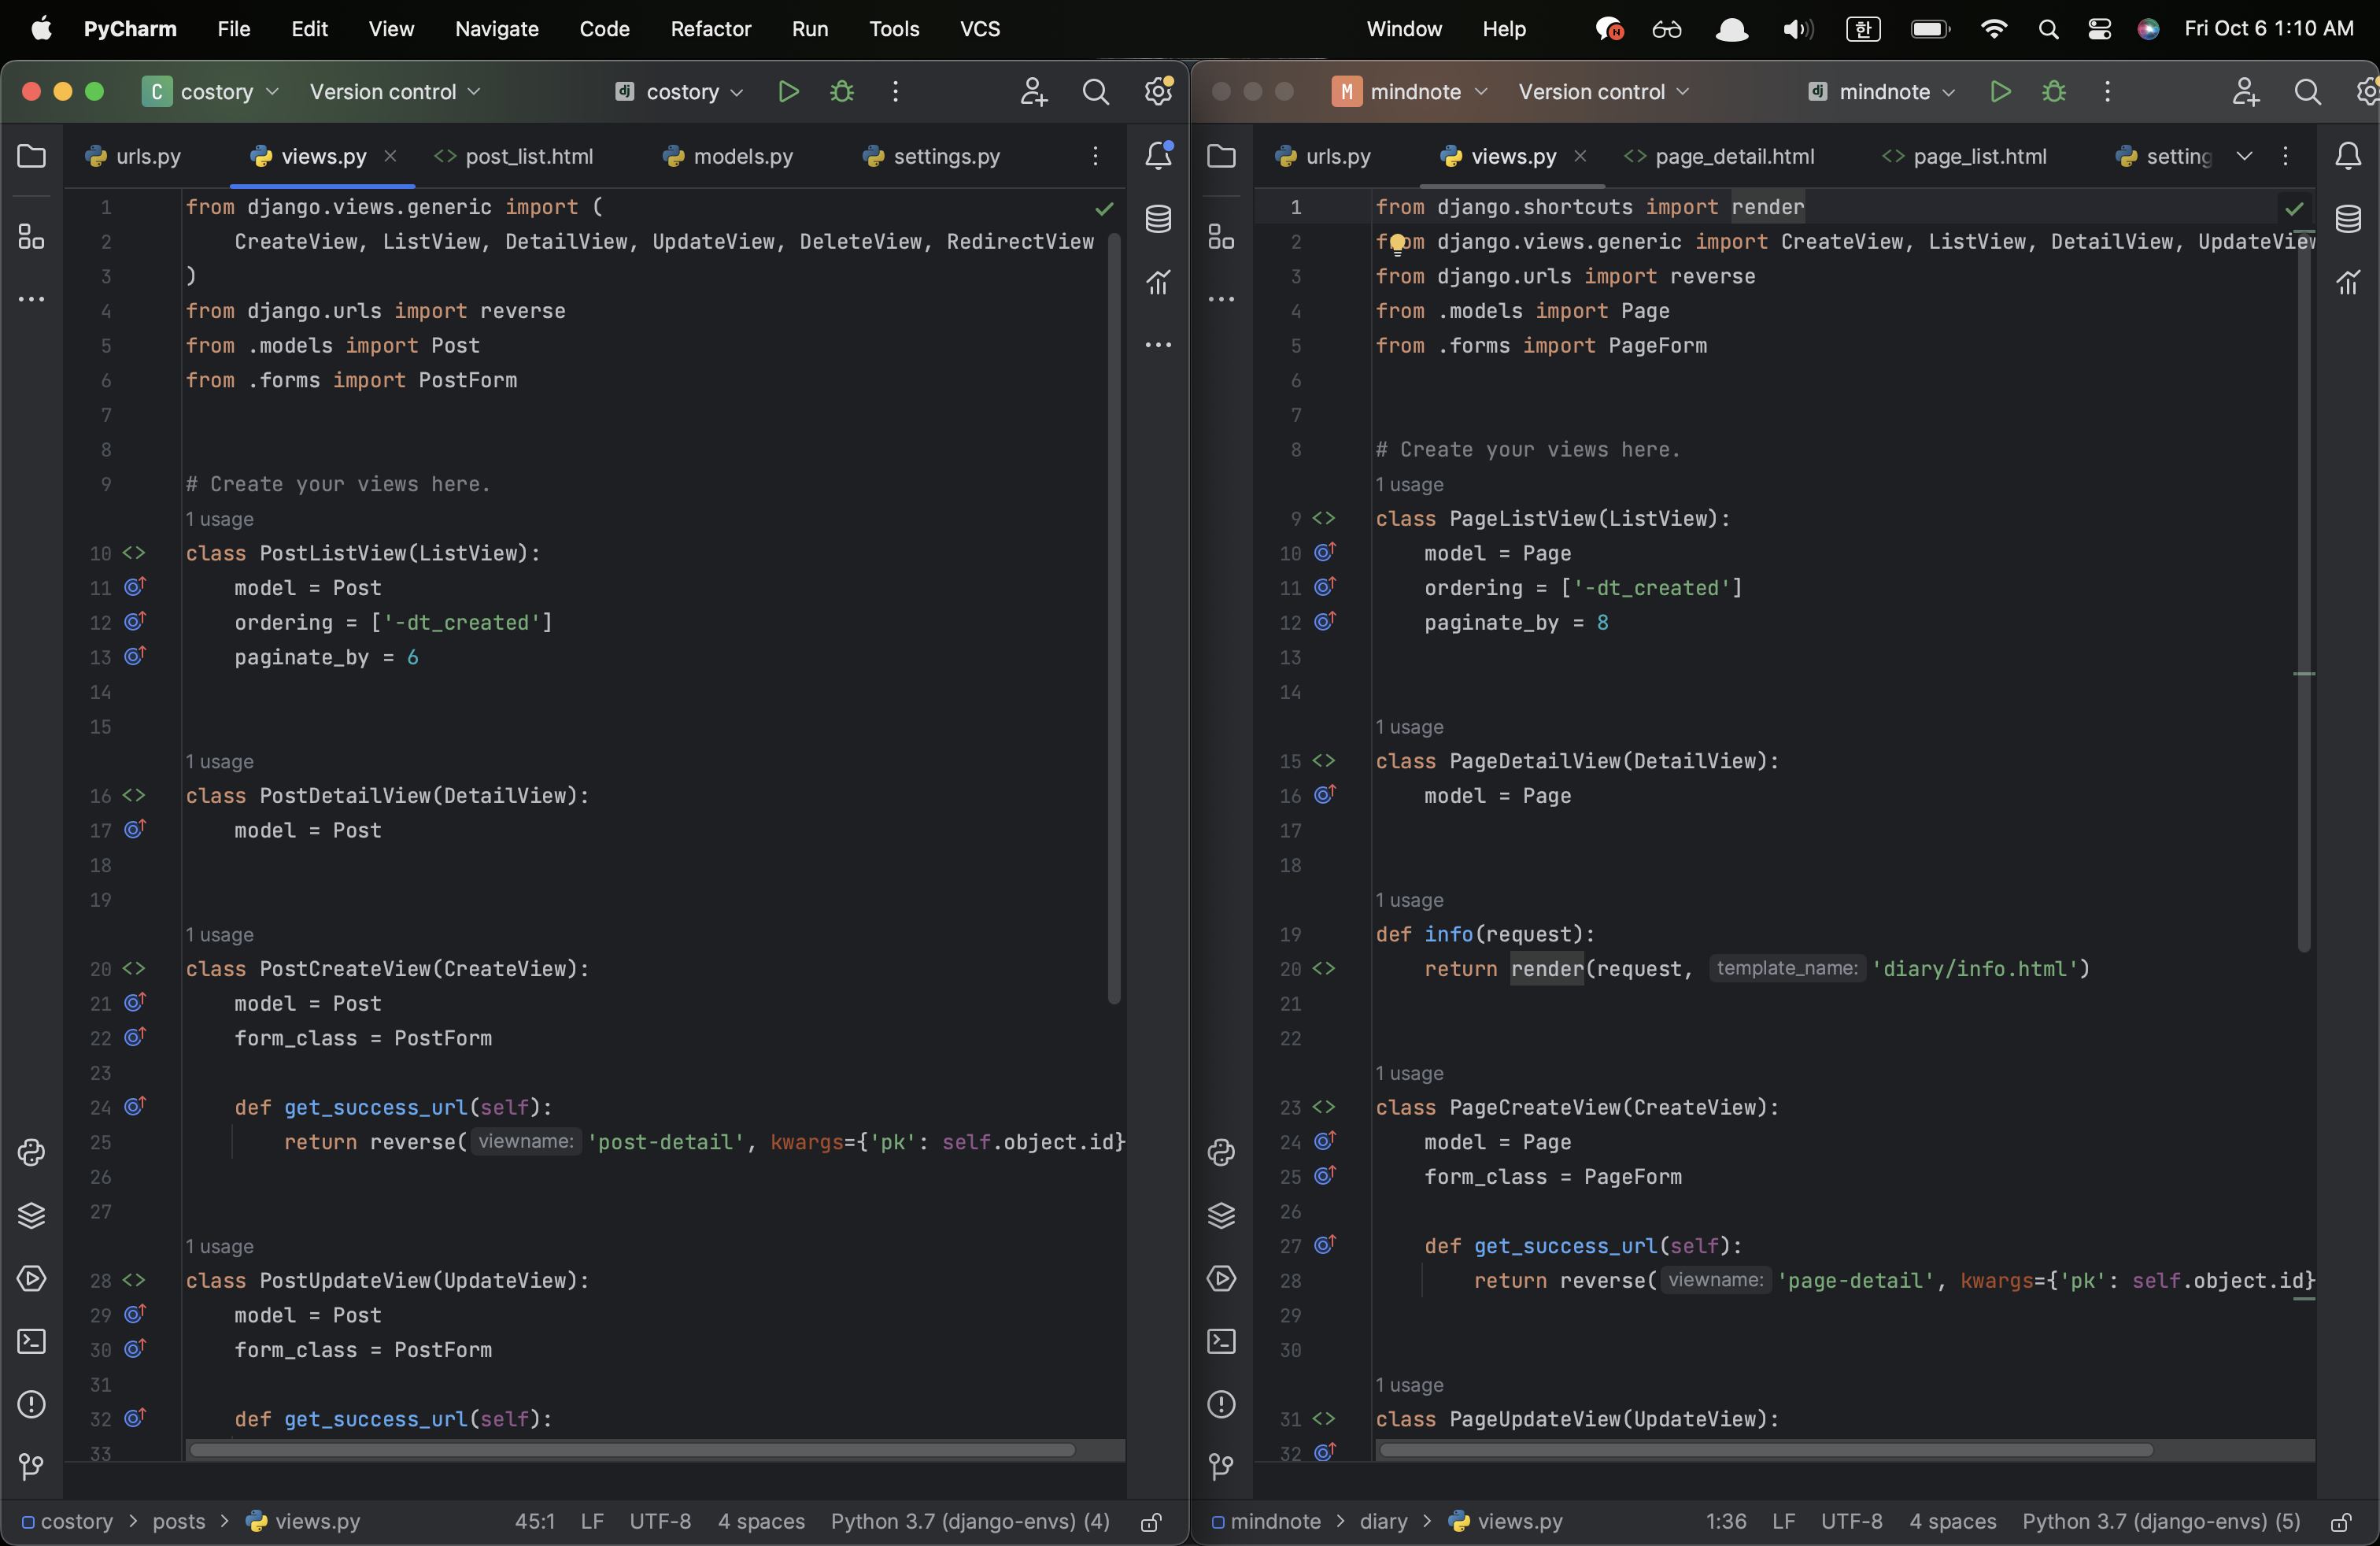 PyCharm File Edit View Navigate Code Refactor Run Tools VCS Window Help 한 Fri Oct 6 1:10 AM
C costory Version control dj costory
urls.py views.py post_list.html models.py settings.py
1 from django.views.generic import (
2 CreateView, ListView, DetailView, UpdateView, DeleteView, RedirectView
3 )
4 from django.urls import reverse
5 from .models import Post
6 from .forms import PostForm
7
8
9 # Create your views here.
1 usage
10 class PostListView(ListView):
11 model = Post
12 ordering = ['-dt_created']
13 paginate_by = 6
14
15
1 usage
16 class PostDetailView(DetailView):
17 model = Post
18
19
1 usage
20 class PostCreateView(CreateView):
21 model = Post
22 form_class = PostForm
23
24 def get_success_url(self):
25 return reverse( viewname: 'post-detail', kwargs={'pk': self.object.id}
26
27
1 usage
28 class PostUpdateView(UpdateView):
29 model = Post
30 form_class = PostForm
31
32 def get_success_url(self):
33
costory > posts > views.py 45:1 LF UTF-8 4 spaces Python 3.7 (django-envs) (4)
M mindnote Version control dj mindnote
urls.py views.py page_detail.html page_list.html setting
1 from django.shortcuts import render
2 from django.views.generic import CreateView, ListView, DetailView, UpdateView
3 from django.urls import reverse
4 from .models import Page
5 from .forms import PageForm
6
7
8 # Create your views here.
1 usage
9 class PageListView(ListView):
10 model = Page
11 ordering = ['-dt_created']
12 paginate_by = 8
13
14
1 usage
15 class PageDetailView(DetailView):
16 model = Page
17
18
1 usage
19 def info(request):
20 return render(request, template_name: 'diary/info.html')
21
22
1 usage
23 class PageCreateView(CreateView):
24 model = Page
25 form_class = PageForm
26
27 def get_success_url(self):
28 return reverse( viewname: 'page-detail', kwargs={'pk': self.object.id}
29
30
1 usage
31 class PageUpdateView(UpdateView):
32
mindnote > diary > views.py 1:36 LF UTF-8 4 spaces Python 3.7 (django-envs) (5)